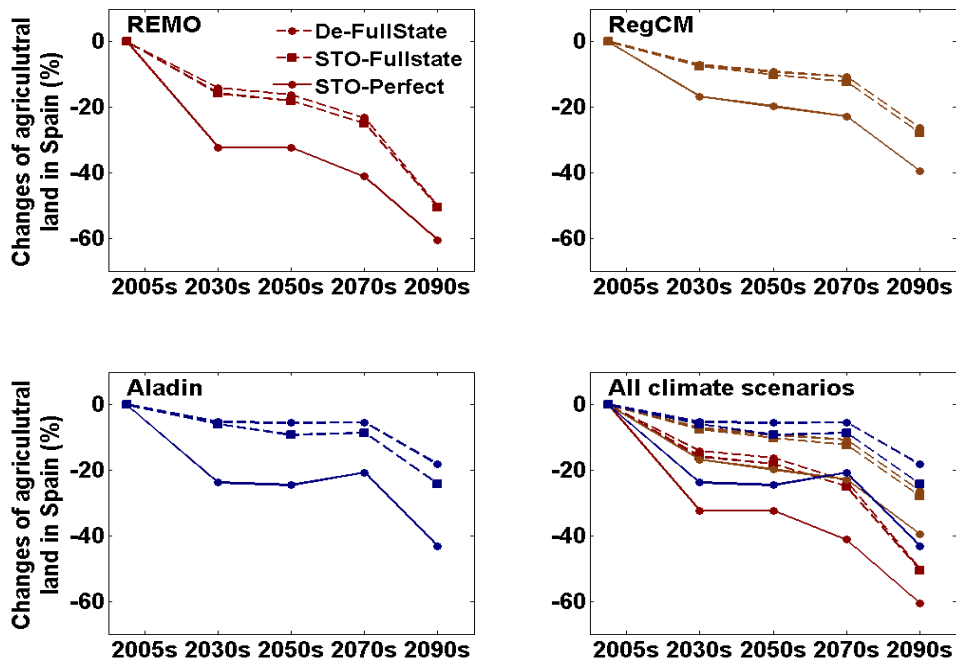 REMO
De-FullState
STO-Fullstate
STO-Perfect
0
-20
-40
-60
Changes of agriculutral
land in Spain (%)
2005s 2030s 2050s 2070s 2090s
RegCM
0
-20
-40
-60
2005s 2030s 2050s 2070s 2090s
Aladin
0
-20
-40
-60
Changes of agriculutral
land in Spain (%)
2005s 2030s 2050s 2070s 2090s
All climate scenarios
0
-20
-40
-60
2005s 2030s 2050s 2070s 2090s